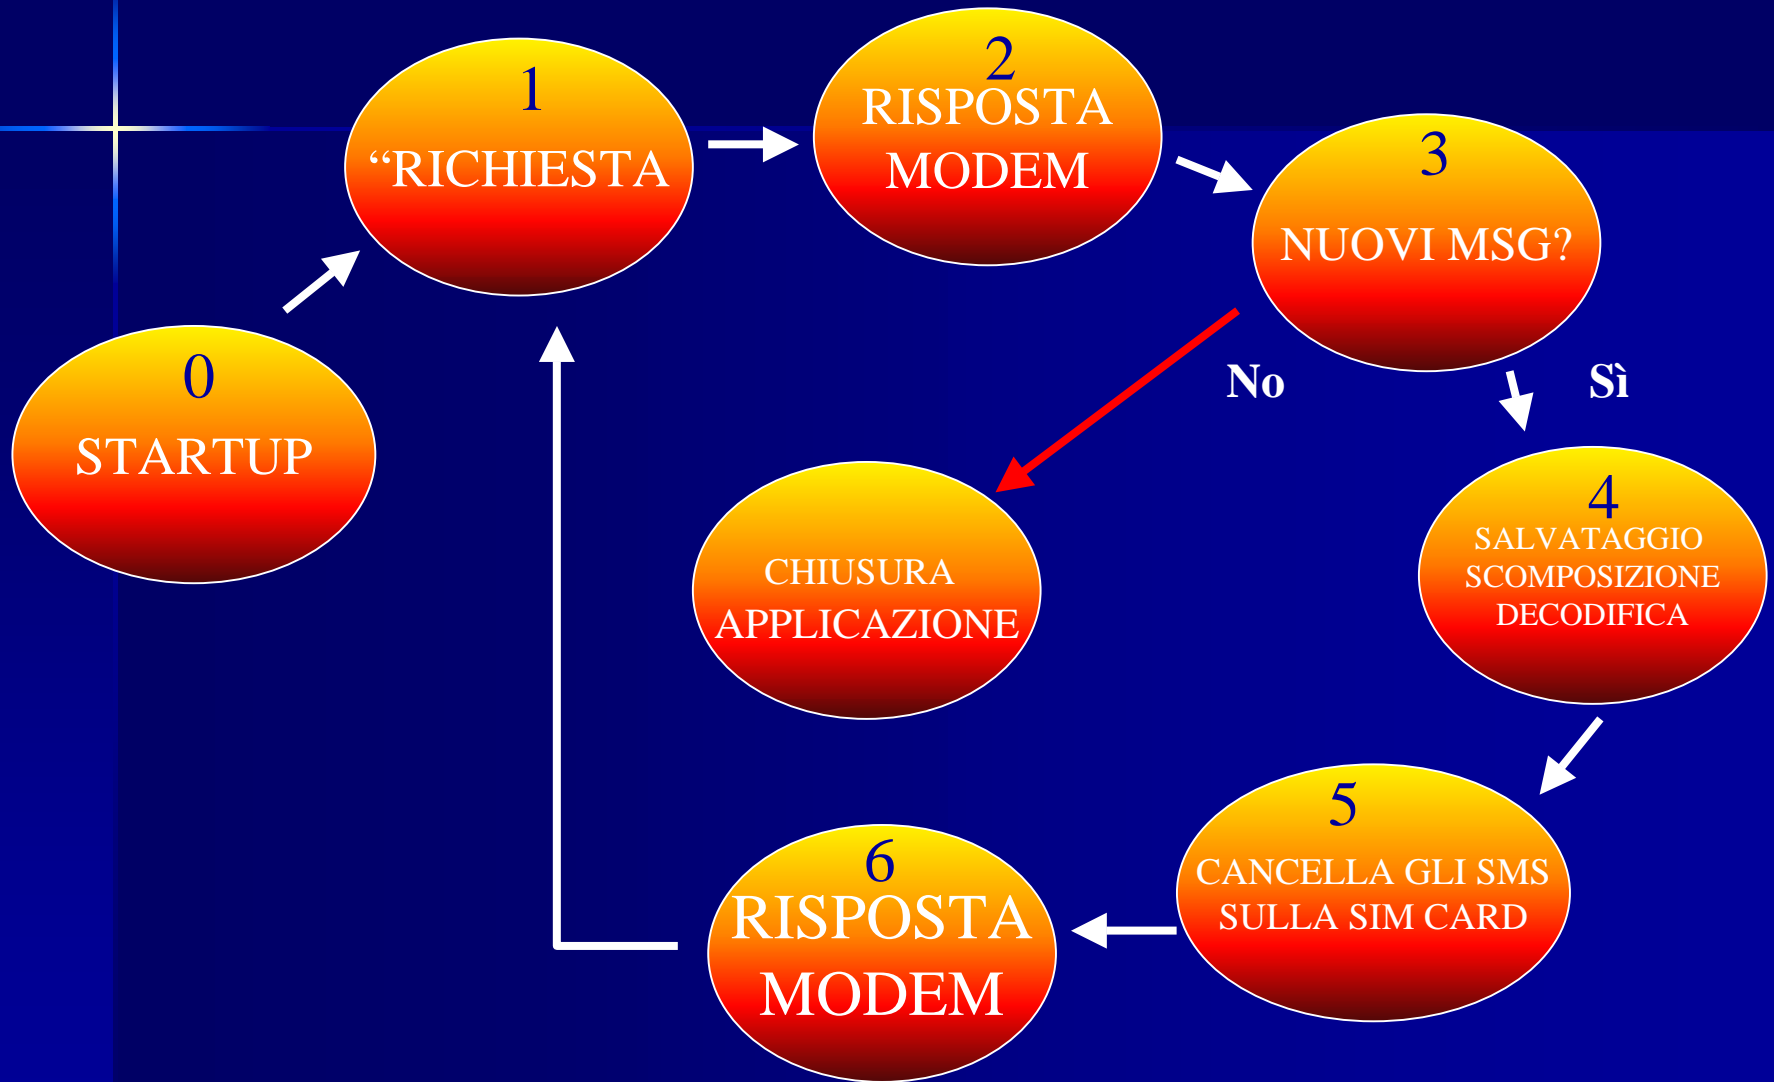 0
STARTUP
1
“RICHIESTA
2
RISPOSTA
MODEM
3
NUOVI MSG?
No
Sì
CHIUSURA
APPLICAZIONE
4
SALVATAGGIO
SCOMPOSIZIONE
DECODIFICA
5
CANCELLA GLI SMS
SULLA SIM CARD
6
RISPOSTA
MODEM